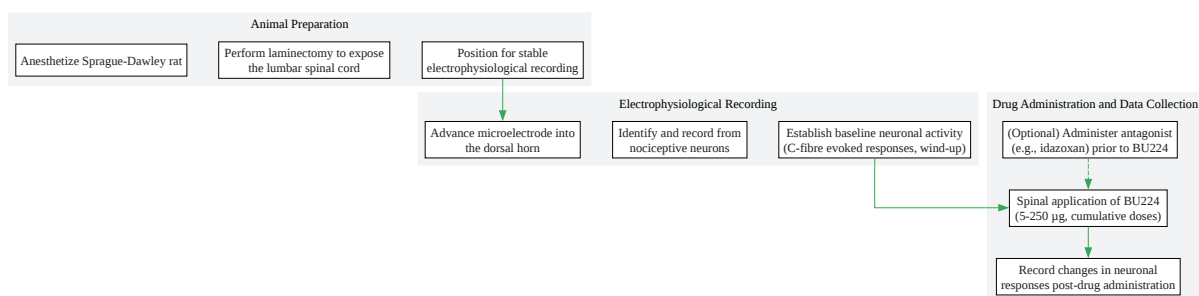 Animal Preparation
Anesthetize Sprague-Dawley rat
Perform laminectomy to expose
the lumbar spinal cord
Position for stable
electrophysiological recording
Electrophysiological Recording
Advance microelectrode into
the dorsal horn
Identify and record from
nociceptive neurons
Establish baseline neuronal activity
(C-fibre evoked responses, wind-up)
Drug Administration and Data Collection
(Optional) Administer antagonist
(e.g., idazoxan) prior to BU224
Spinal application of BU224
(5-250 µg, cumulative doses)
Record changes in neuronal
responses post-drug administration